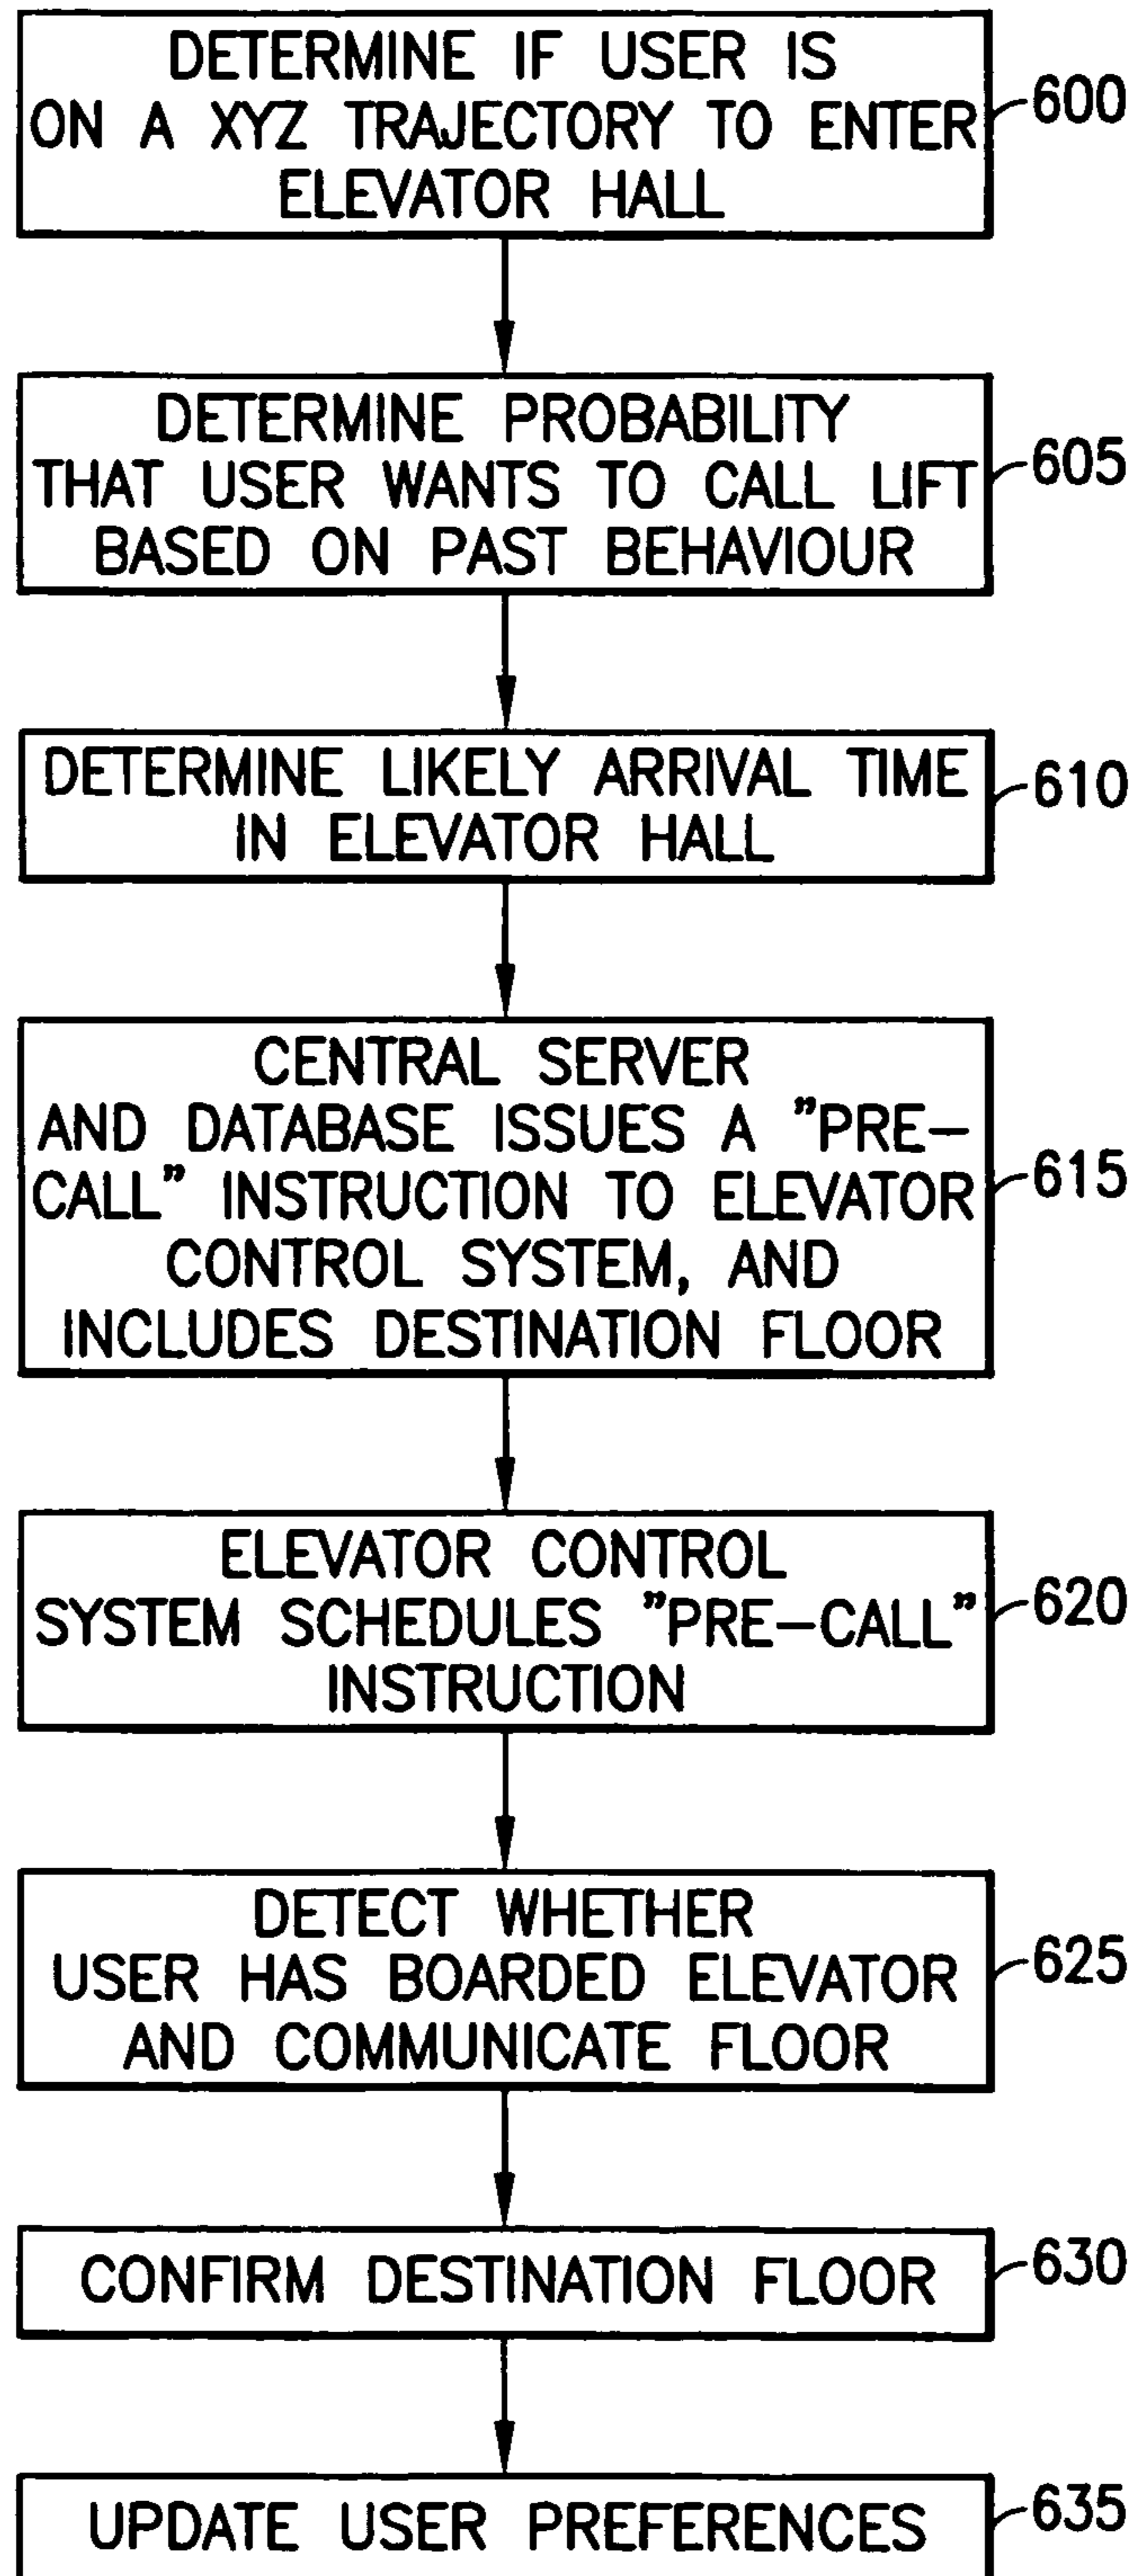 DETERMINE IF USER IS
ON A XYZ TRAJECTORY TO ENTER
ELEVATOR HALL
600
DETERMINE PROBABILITY
THAT USER WANTS TO CALL LIFT
BASED ON PAST BEHAVIOUR
605
DETERMINE LIKELY ARRIVAL TIME
IN ELEVATOR HALL
610
CENTRAL SERVER
AND DATABASE ISSUES A ”PRE–
CALL” INSTRUCTION TO ELEVATOR
CONTROL SYSTEM, AND
INCLUDES DESTINATION FLOOR
615
ELEVATOR CONTROL
SYSTEM SCHEDULES ”PRE–CALL”
INSTRUCTION
620
DETECT WHETHER
USER HAS BOARDED ELEVATOR
AND COMMUNICATE FLOOR
625
CONFIRM DESTINATION FLOOR
630
UPDATE USER PREFERENCES
635